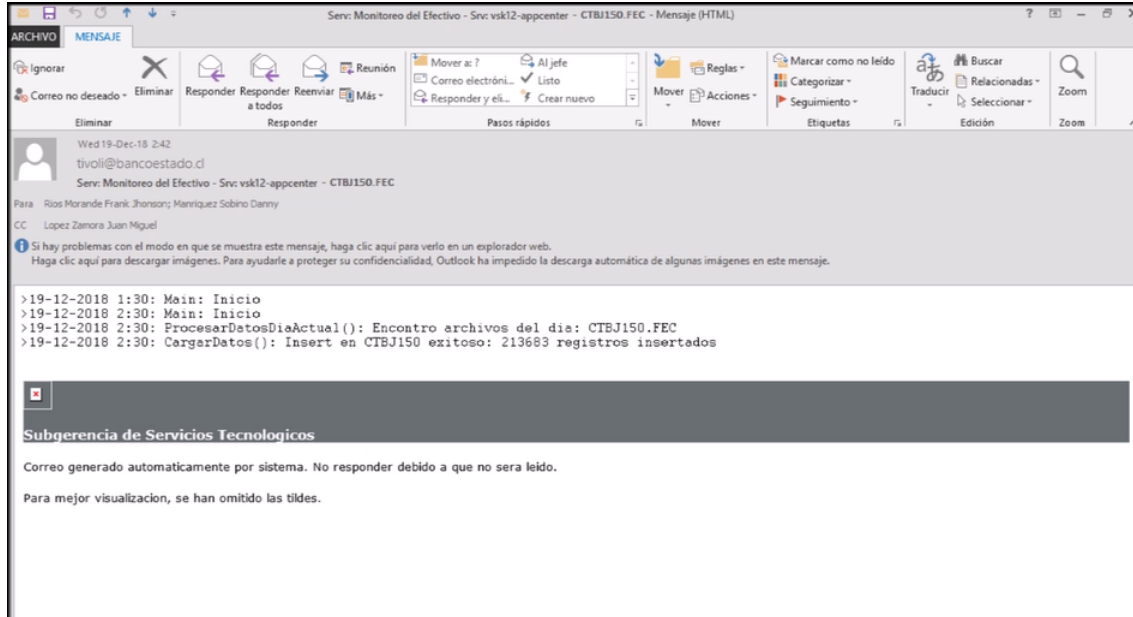 Serv: Monitoreo del Efectivo - Srv: vsk12-appcenter - CTBJ150.FEC - Mensaje (HTML)
ARCHIVO MENSAJE
Ignorar
Correo no deseado
Eliminar
Eliminar
Responder Responder a todos Reenviar
Reunión
Más
Responder
Mover a: ? Al jefe
Correo electróni... Listo
Responder y eli... Crear nuevo
Pasos rápidos
Mover
Reglas
Acciones
Mover
Marcar como no leído
Categorizar
Seguimiento
Etiquetas
Traducir
Buscar
Relacionadas
Seleccionar
Edición
Zoom
Zoom
Wed 19-Dec-18 2:42
tivoli@bancoestado.cl
Serv: Monitoreo del Efectivo - Srv: vsk12-appcenter - CTBJ150.FEC
Para Rios Morande Frank Jhonson; Manriquez Sobino Danny
CC Lopez Zamora Juan Miguel
Si hay problemas con el modo en que se muestra este mensaje, haga clic aquí para verlo en un explorador web.
Haga clic aquí para descargar imágenes. Para ayudarle a proteger su confidencialidad, Outlook ha impedido la descarga automática de algunas imágenes en este mensaje.
>19-12-2018 1:30: Main: Inicio
>19-12-2018 2:30: Main: Inicio
>19-12-2018 2:30: ProcesarDatosDiaActual(): Encontro archivos del dia: CTBJ150.FEC
>19-12-2018 2:30: CargarDatos(): Insert en CTBJ150 exitoso: 213683 registros insertados
Subgerencia de Servicios Tecnologicos
Correo generado automaticamente por sistema. No responder debido a que no sera leido.
Para mejor visualizacion, se han omitido las tildes.